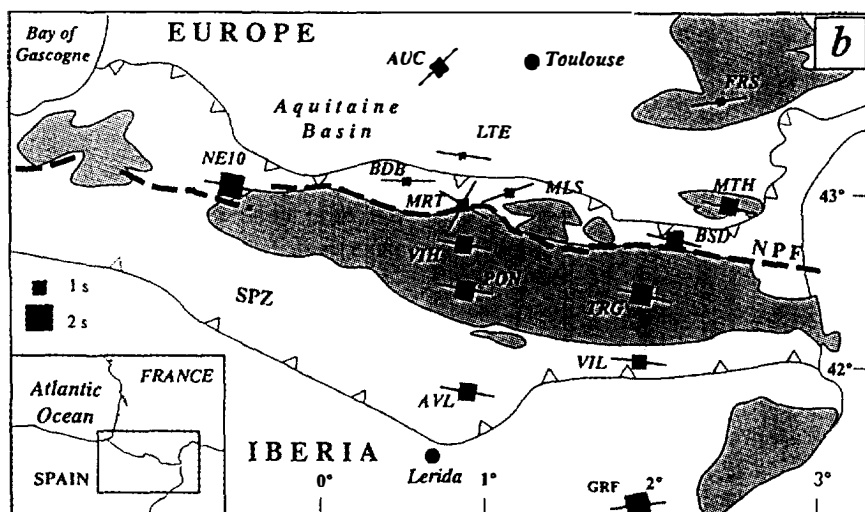 Bay of
Gascogne
EUROPE
b
AUC
Toulouse
FRS
Aquitaine
Basin
LTE
NE10
BDB
MRT
MLS
MTH
43°
BSD
NPF
VIH
PON
TRG
SPZ
1 s
2 s
VIL
42°
AVL
Atlantic
Ocean
FRANCE
SPAIN
IBERIA
Lerida
0°
1°
GRF
2°
3°